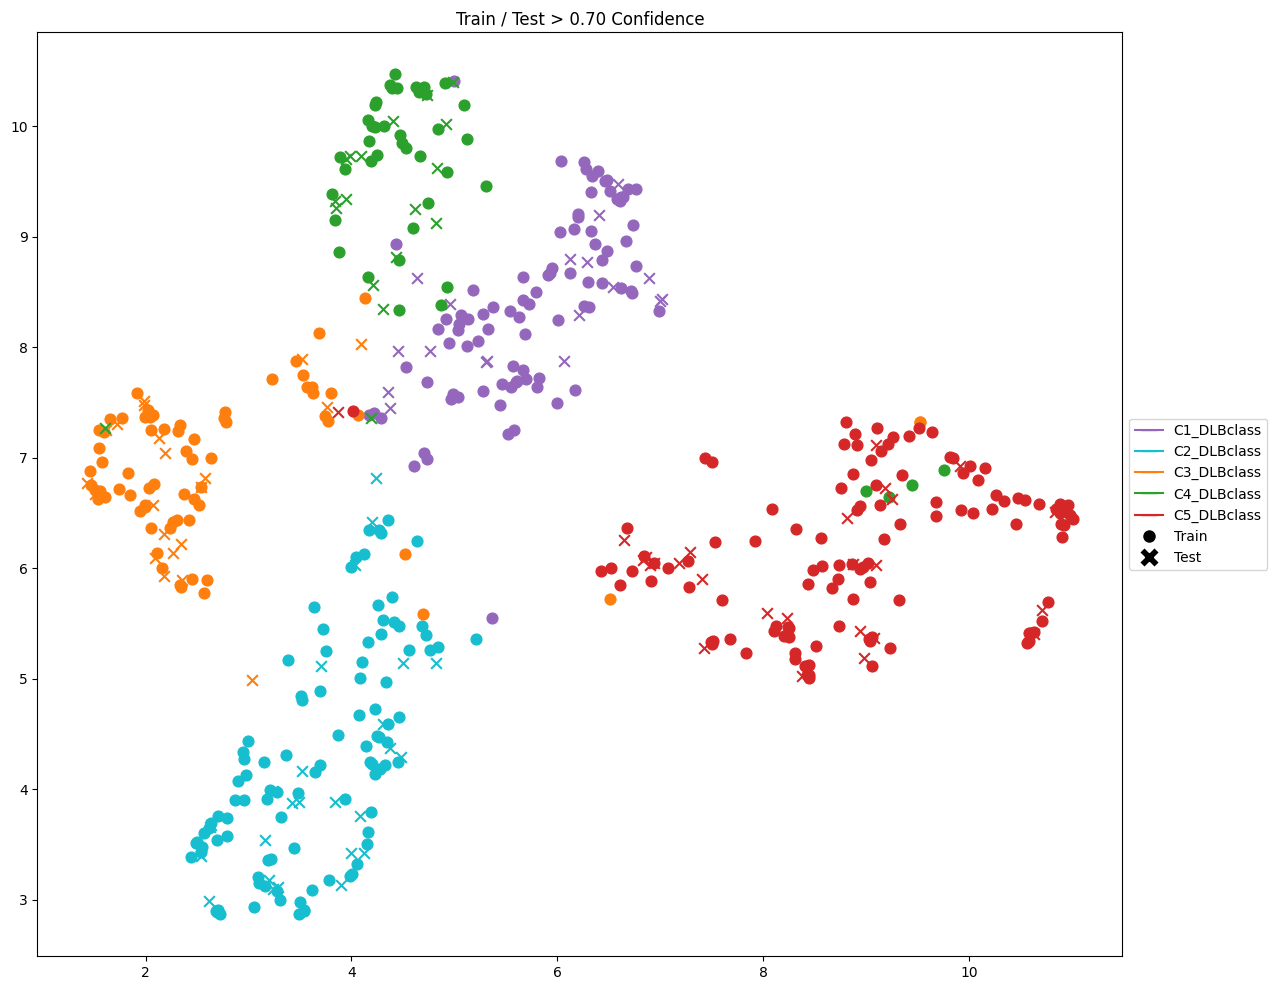 Train / Test > 0.70 Confidence
10
9
8
7
6
5
4
3
2
4
6
8
10
C1_DLBclass
C2_DLBclass
C3_DLBclass
C4_DLBclass
C5_DLBclass
Train
Test